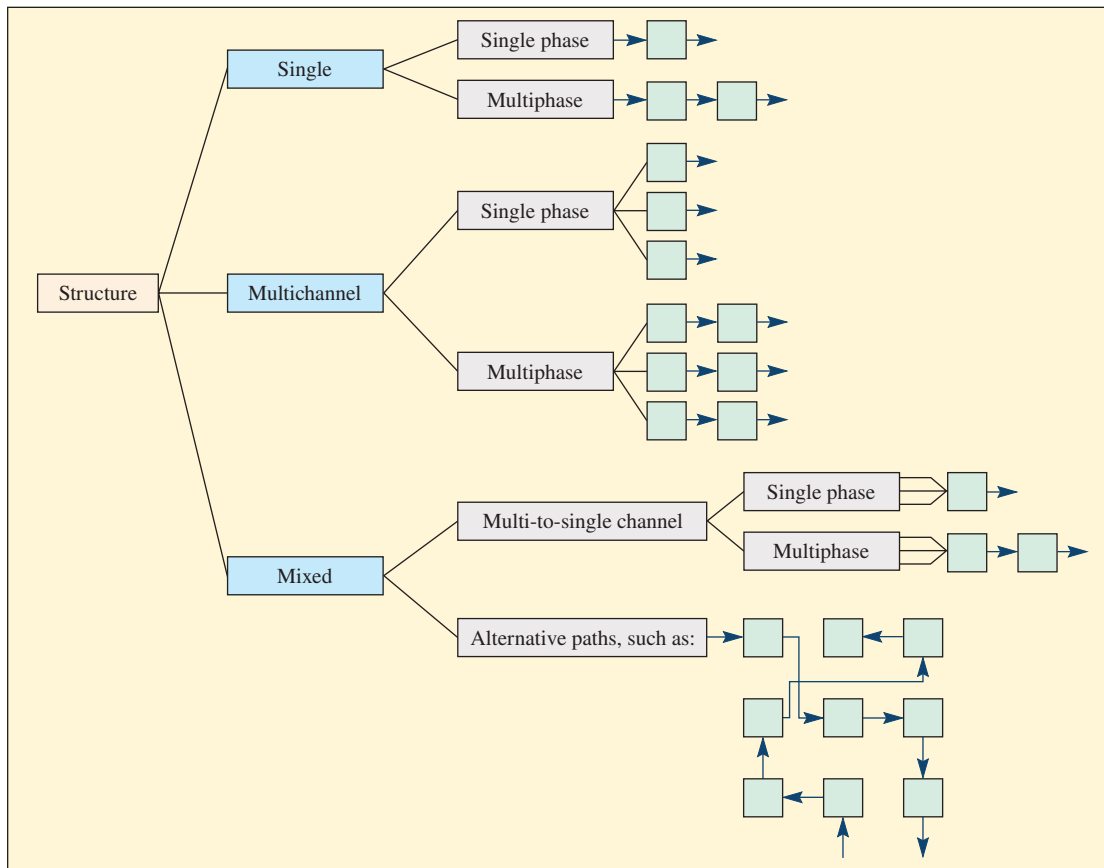 Single phase
Single
Multiphase
Single phase
Structure
Multichannel
Multiphase
Single phase
Multi-to-single channel
Multiphase
Mixed
Alternative paths, such as: